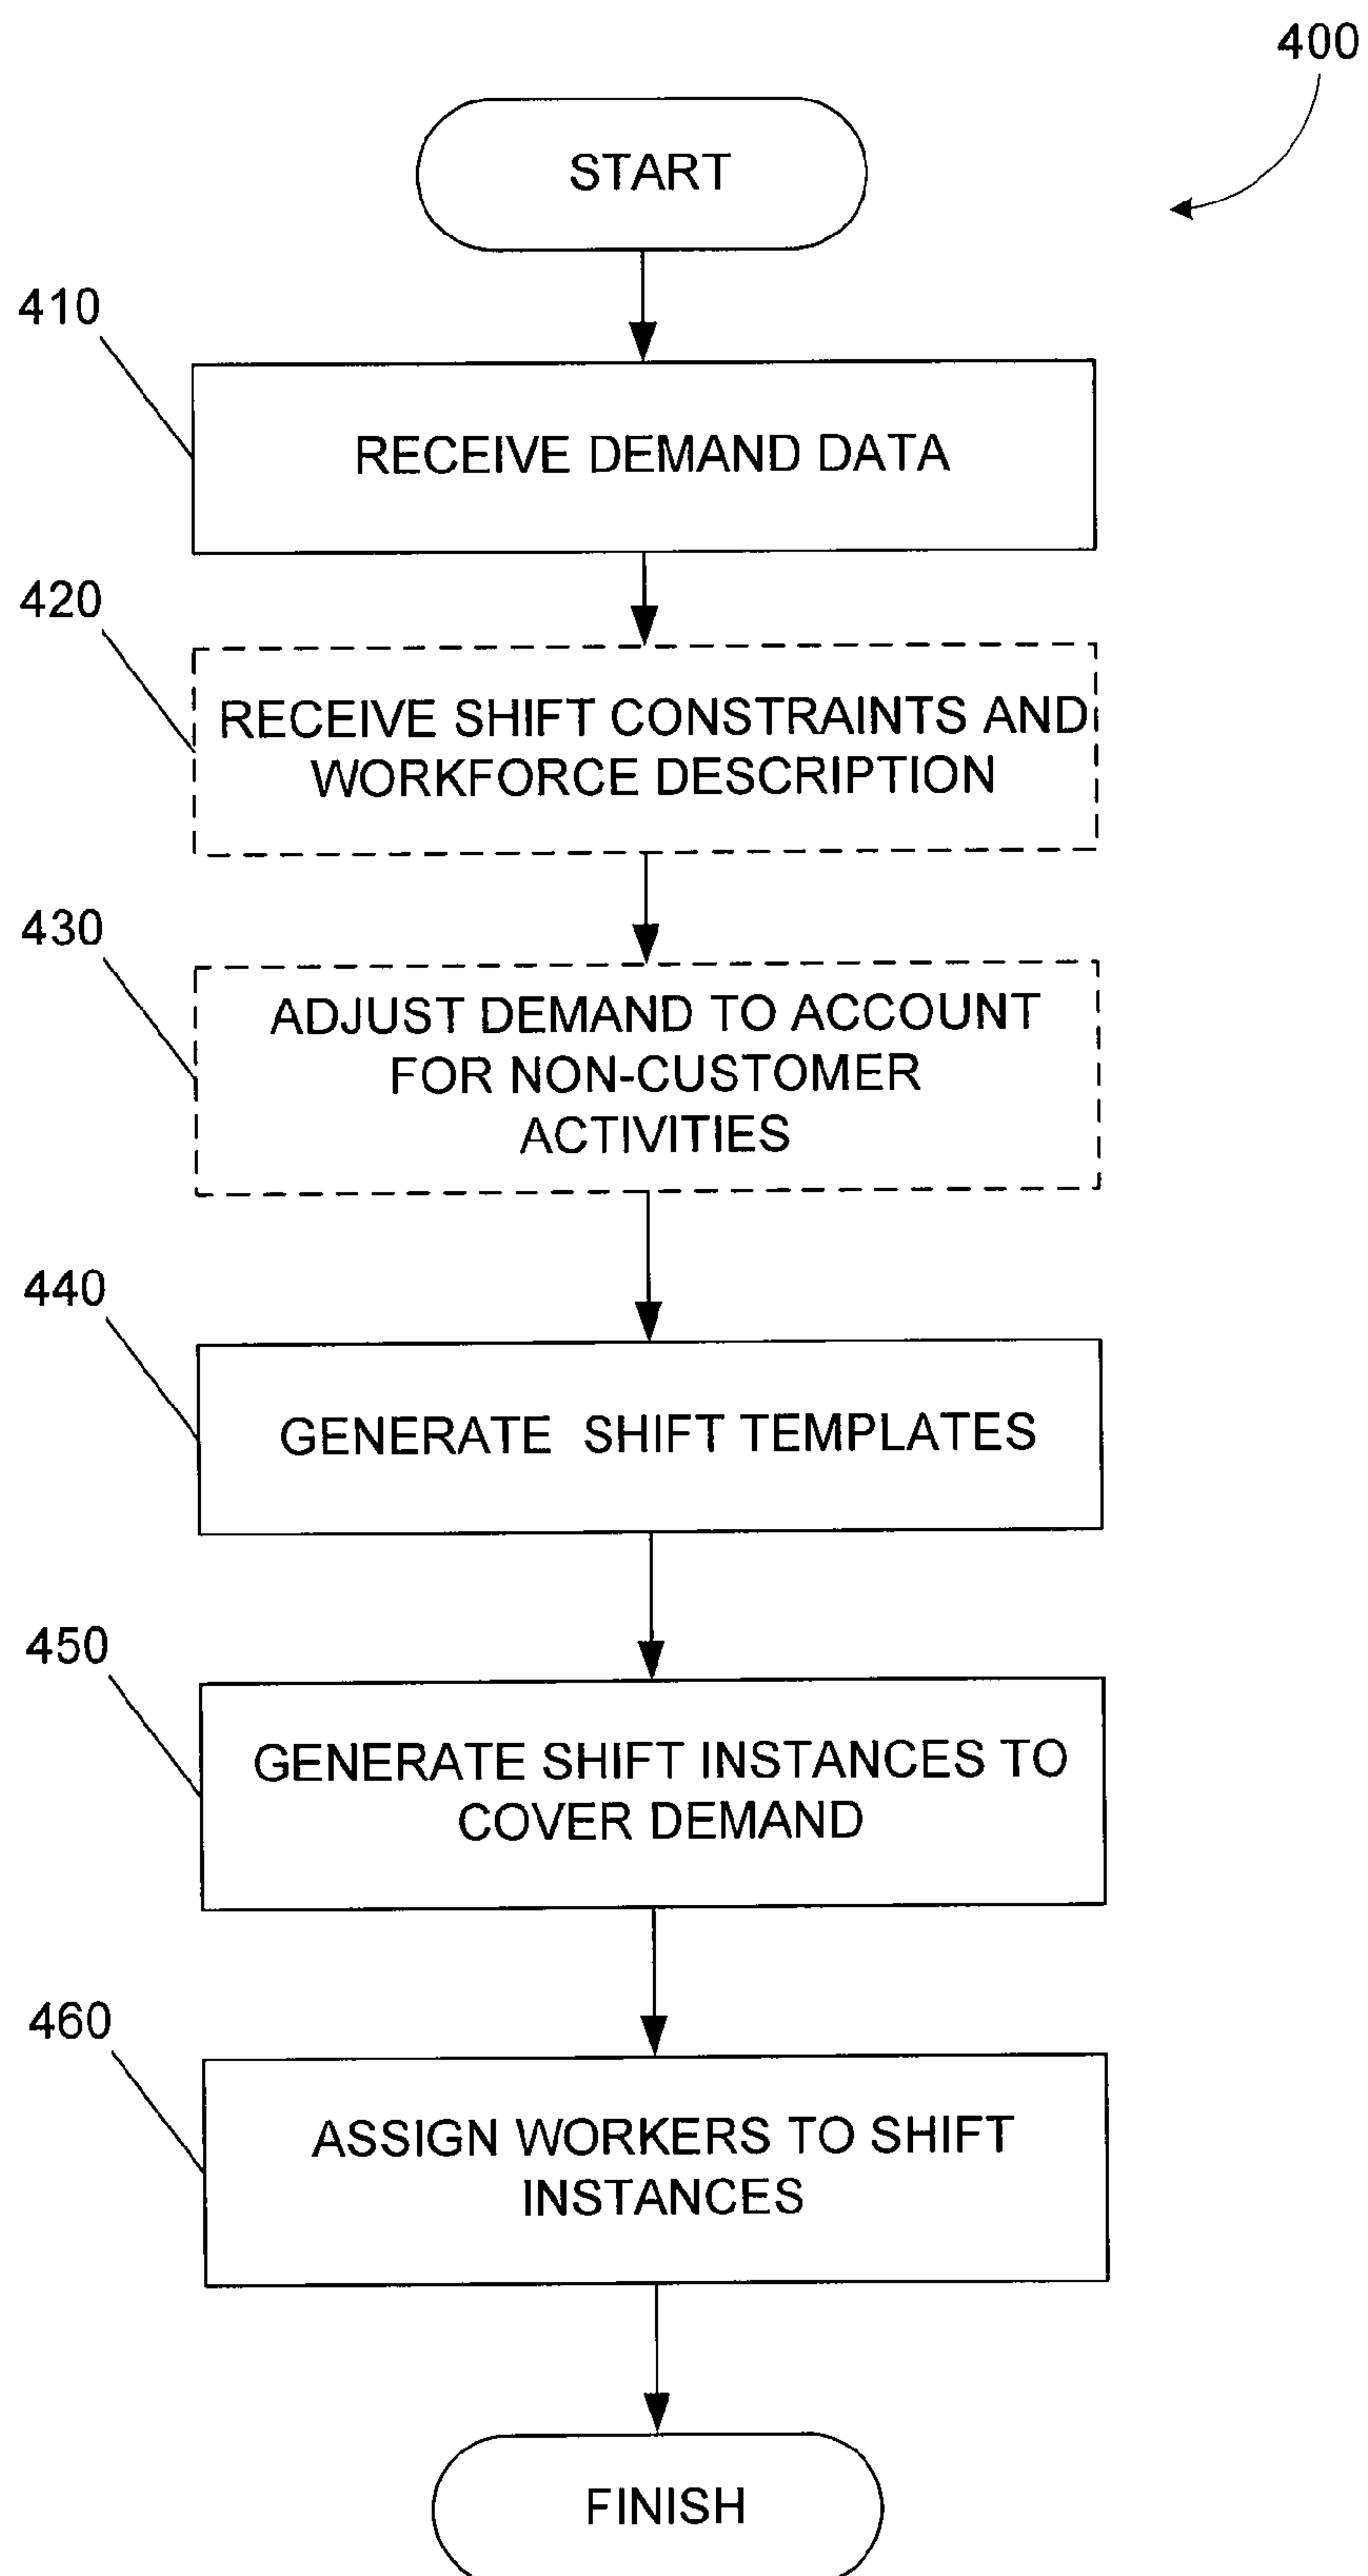 400
START
410
RECEIVE DEMAND DATA
420
RECEIVE SHIFT CONSTRAINTS AND
WORKFORCE DESCRIPTION
430
ADJUST DEMAND TO ACCOUNT
FOR NON-CUSTOMER
ACTIVITIES
440
GENERATE SHIFT TEMPLATES
450
GENERATE SHIFT INSTANCES TO
COVER DEMAND
460
ASSIGN WORKERS TO SHIFT
INSTANCES
FINISH